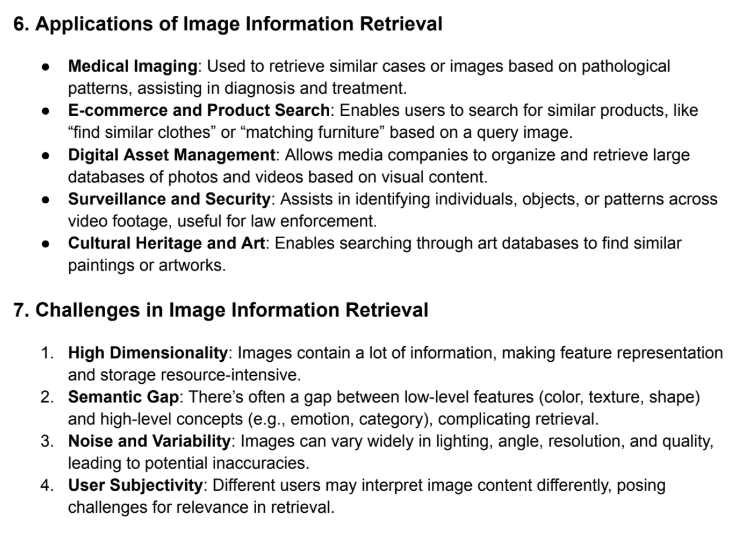 6. Applications of Image Information Retrieval
● Medical Imaging: Used to retrieve similar cases or images based on pathological
patterns, assisting in diagnosis and treatment.
● E-commerce and Product Search: Enables users to search for similar products, like
“find similar clothes” or “matching furniture” based on a query image.
● Digital Asset Management: Allows media companies to organize and retrieve large
databases of photos and videos based on visual content.
● Surveillance and Security: Assists in identifying individuals, objects, or patterns across
video footage, useful for law enforcement.
● Cultural Heritage and Art: Enables searching through art databases to find similar
paintings or artworks.
7. Challenges in Image Information Retrieval
1. High Dimensionality: Images contain a lot of information, making feature representation
and storage resource-intensive.
2. Semantic Gap: There’s often a gap between low-level features (color, texture, shape)
and high-level concepts (e.g., emotion, category), complicating retrieval.
3. Noise and Variability: Images can vary widely in lighting, angle, resolution, and quality,
leading to potential inaccuracies.
4. User Subjectivity: Different users may interpret image content differently, posing
challenges for relevance in retrieval.